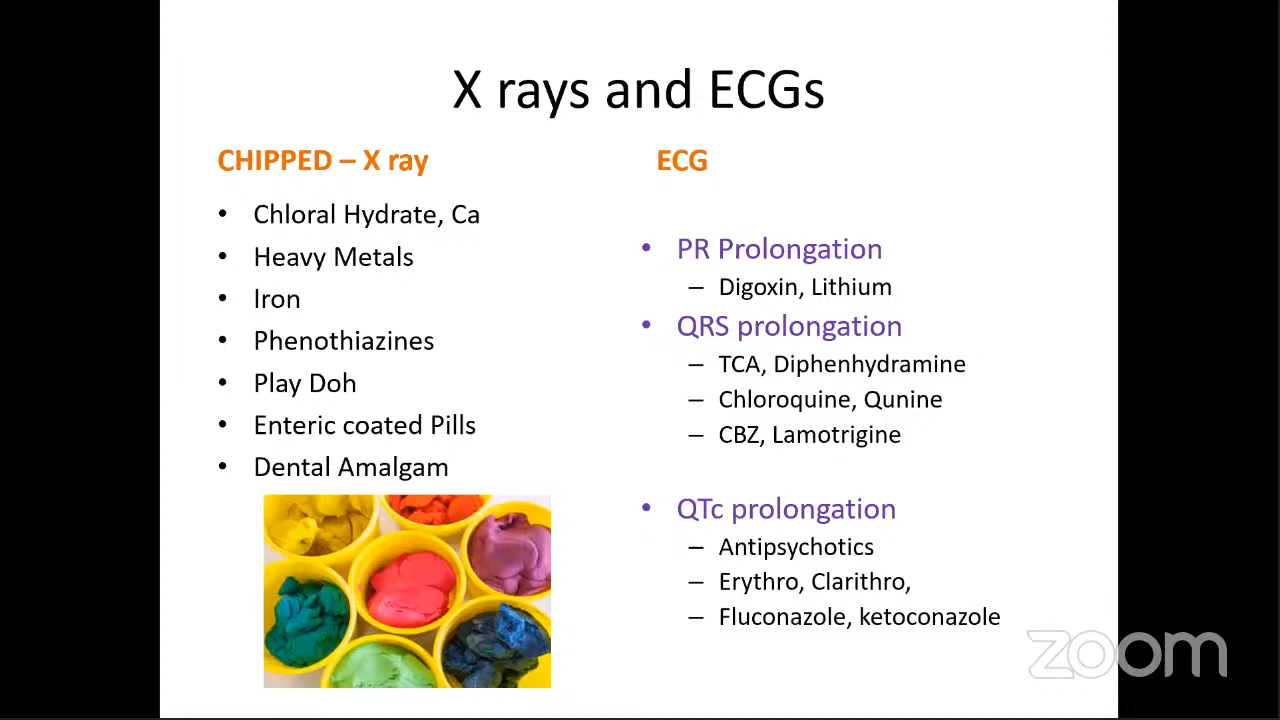 X rays and ECGs
CHIPPED – X ray
• Chloral Hydrate, Ca
• Heavy Metals
• Iron
• Phenothiazines
• Play Doh
• Enteric coated Pills
• Dental Amalgam
ECG
• PR Prolongation
– Digoxin, Lithium
• QRS prolongation
– TCA, Diphenhydramine
– Chloroquine, Qunine
– CBZ, Lamotrigine
• QTc prolongation
– Antipsychotics
– Erythro, Clarithro,
– Fluconazole, ketoconazole
zoom